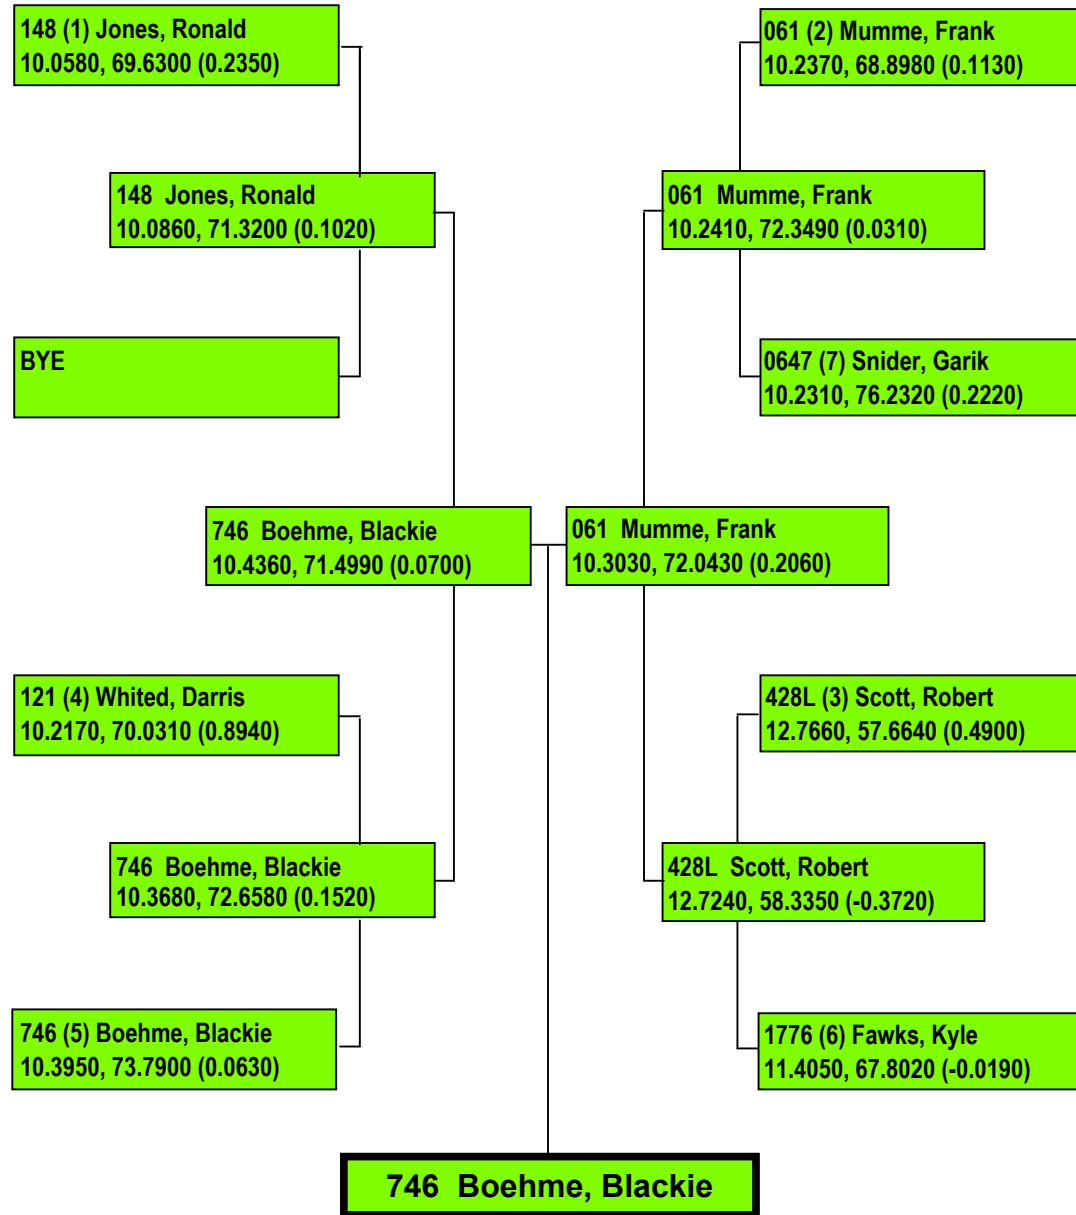 148 (1) Jones, Ronald
10.0580, 69.6300 (0.2350)
061 (2) Mumme, Frank
10.2370, 68.8980 (0.1130)
148  Jones, Ronald
10.0860, 71.3200 (0.1020)
061  Mumme, Frank
10.2410, 72.3490 (0.0310)
BYE
0647 (7) Snider, Garik
10.2310, 76.2320 (0.2220)
746  Boehme, Blackie
10.4360, 71.4990 (0.0700)
061  Mumme, Frank
10.3030, 72.0430 (0.2060)
121 (4) Whited, Darris
10.2170, 70.0310 (0.8940)
428L (3) Scott, Robert
12.7660, 57.6640 (0.4900)
746  Boehme, Blackie
10.3680, 72.6580 (0.1520)
428L  Scott, Robert
12.7240, 58.3350 (-0.3720)
746 (5) Boehme, Blackie
10.3950, 73.7900 (0.0630)
1776 (6) Fawks, Kyle
11.4050, 67.8020 (-0.0190)
746  Boehme, Blackie